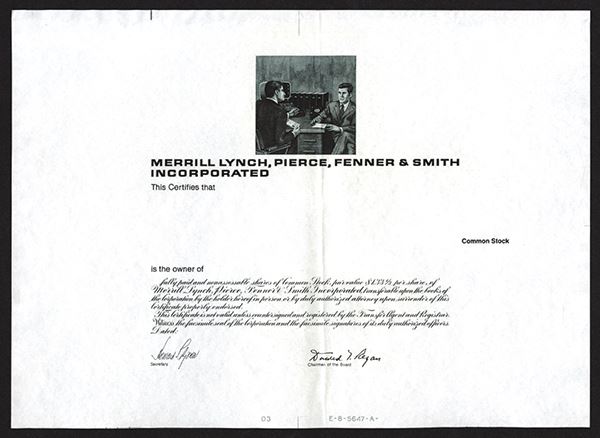 MERRILL LYNCH, PIERCE, FENNER & SMITH
INCORPORATED
This Certifies that
Common Stock
is the owner of
fully paid and nonassessable shares of Common Stock, par value $1.33⅓ per share, of
Merrill Lynch, Pierce, Fenner & Smith Incorporated, transferable upon the books of
the Corporation by the holder hereof in person or by duly authorized attorney upon surrender of this
certificate properly endorsed.
This certificate is not valid unless countersigned and registered by the Transfer Agent and Registrar.
Witness the facsimile seal of the Corporation and the facsimile signatures of its duly authorized officers.
Dated:
Donald T. Regan
Secretary
Chairman of the Board
03
E-8-5647-A-